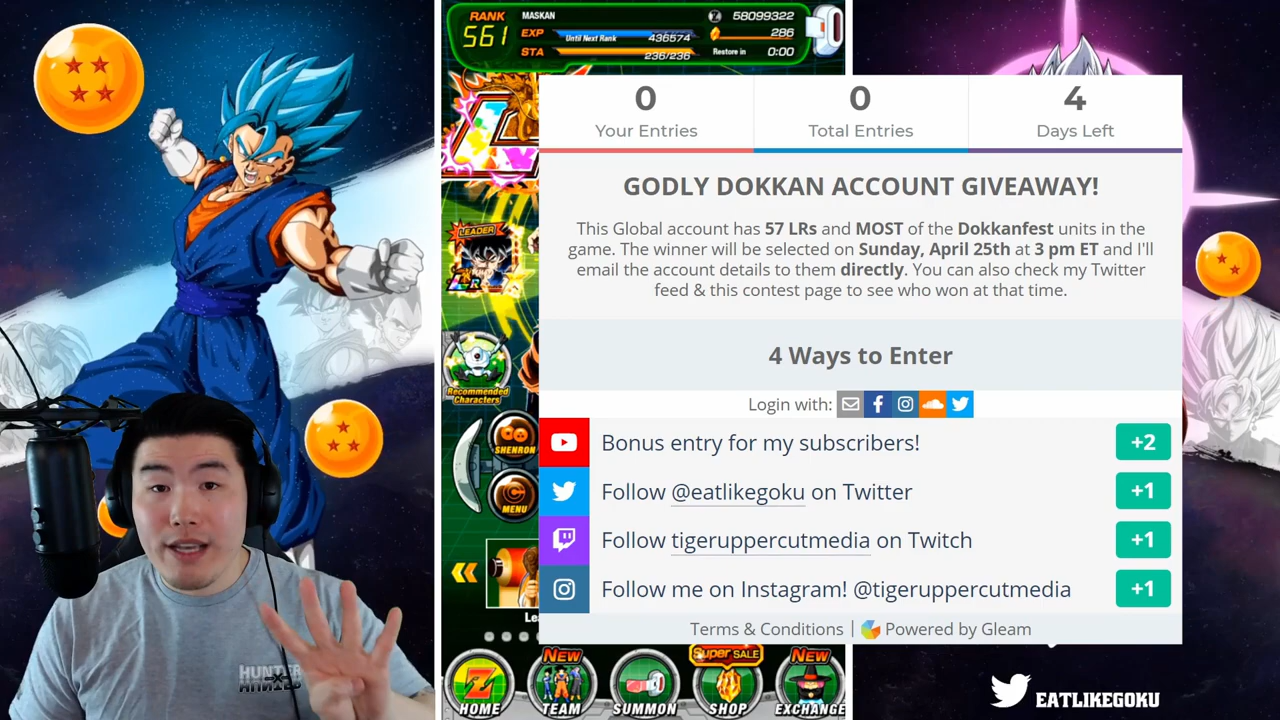 RANK
561
MASKAN
EXP
Until Next Rank
436574
STA
236/236
58099322
286
Restore in
0:00
LEADER
LR
Recommended
Characters
SHENRON
MENU
Le
0
Your Entries
0
Total Entries
4
Days Left
GODLY DOKKAN ACCOUNT GIVEAWAY!
This Global account has 57 LRs and MOST of the Dokkanfest units in the
game. The winner will be selected on Sunday, April 25th at 3 pm ET and I'll
email the account details to them directly. You can also check my Twitter
feed & this contest page to see who won at that time.
4 Ways to Enter
Login with:
Bonus entry for my subscribers! +2
Follow @eatlikegoku on Twitter +1
Follow tigeruppercutmedia on Twitch +1
Follow me on Instagram! @tigeruppercutmedia +1
Terms & Conditions | Powered by Gleam
HOME
New
TEAM
SUMMON
Super SALE
SHOP
New
EXCHANGE
HUNTER
HUNTED
EATLIKEGOKU